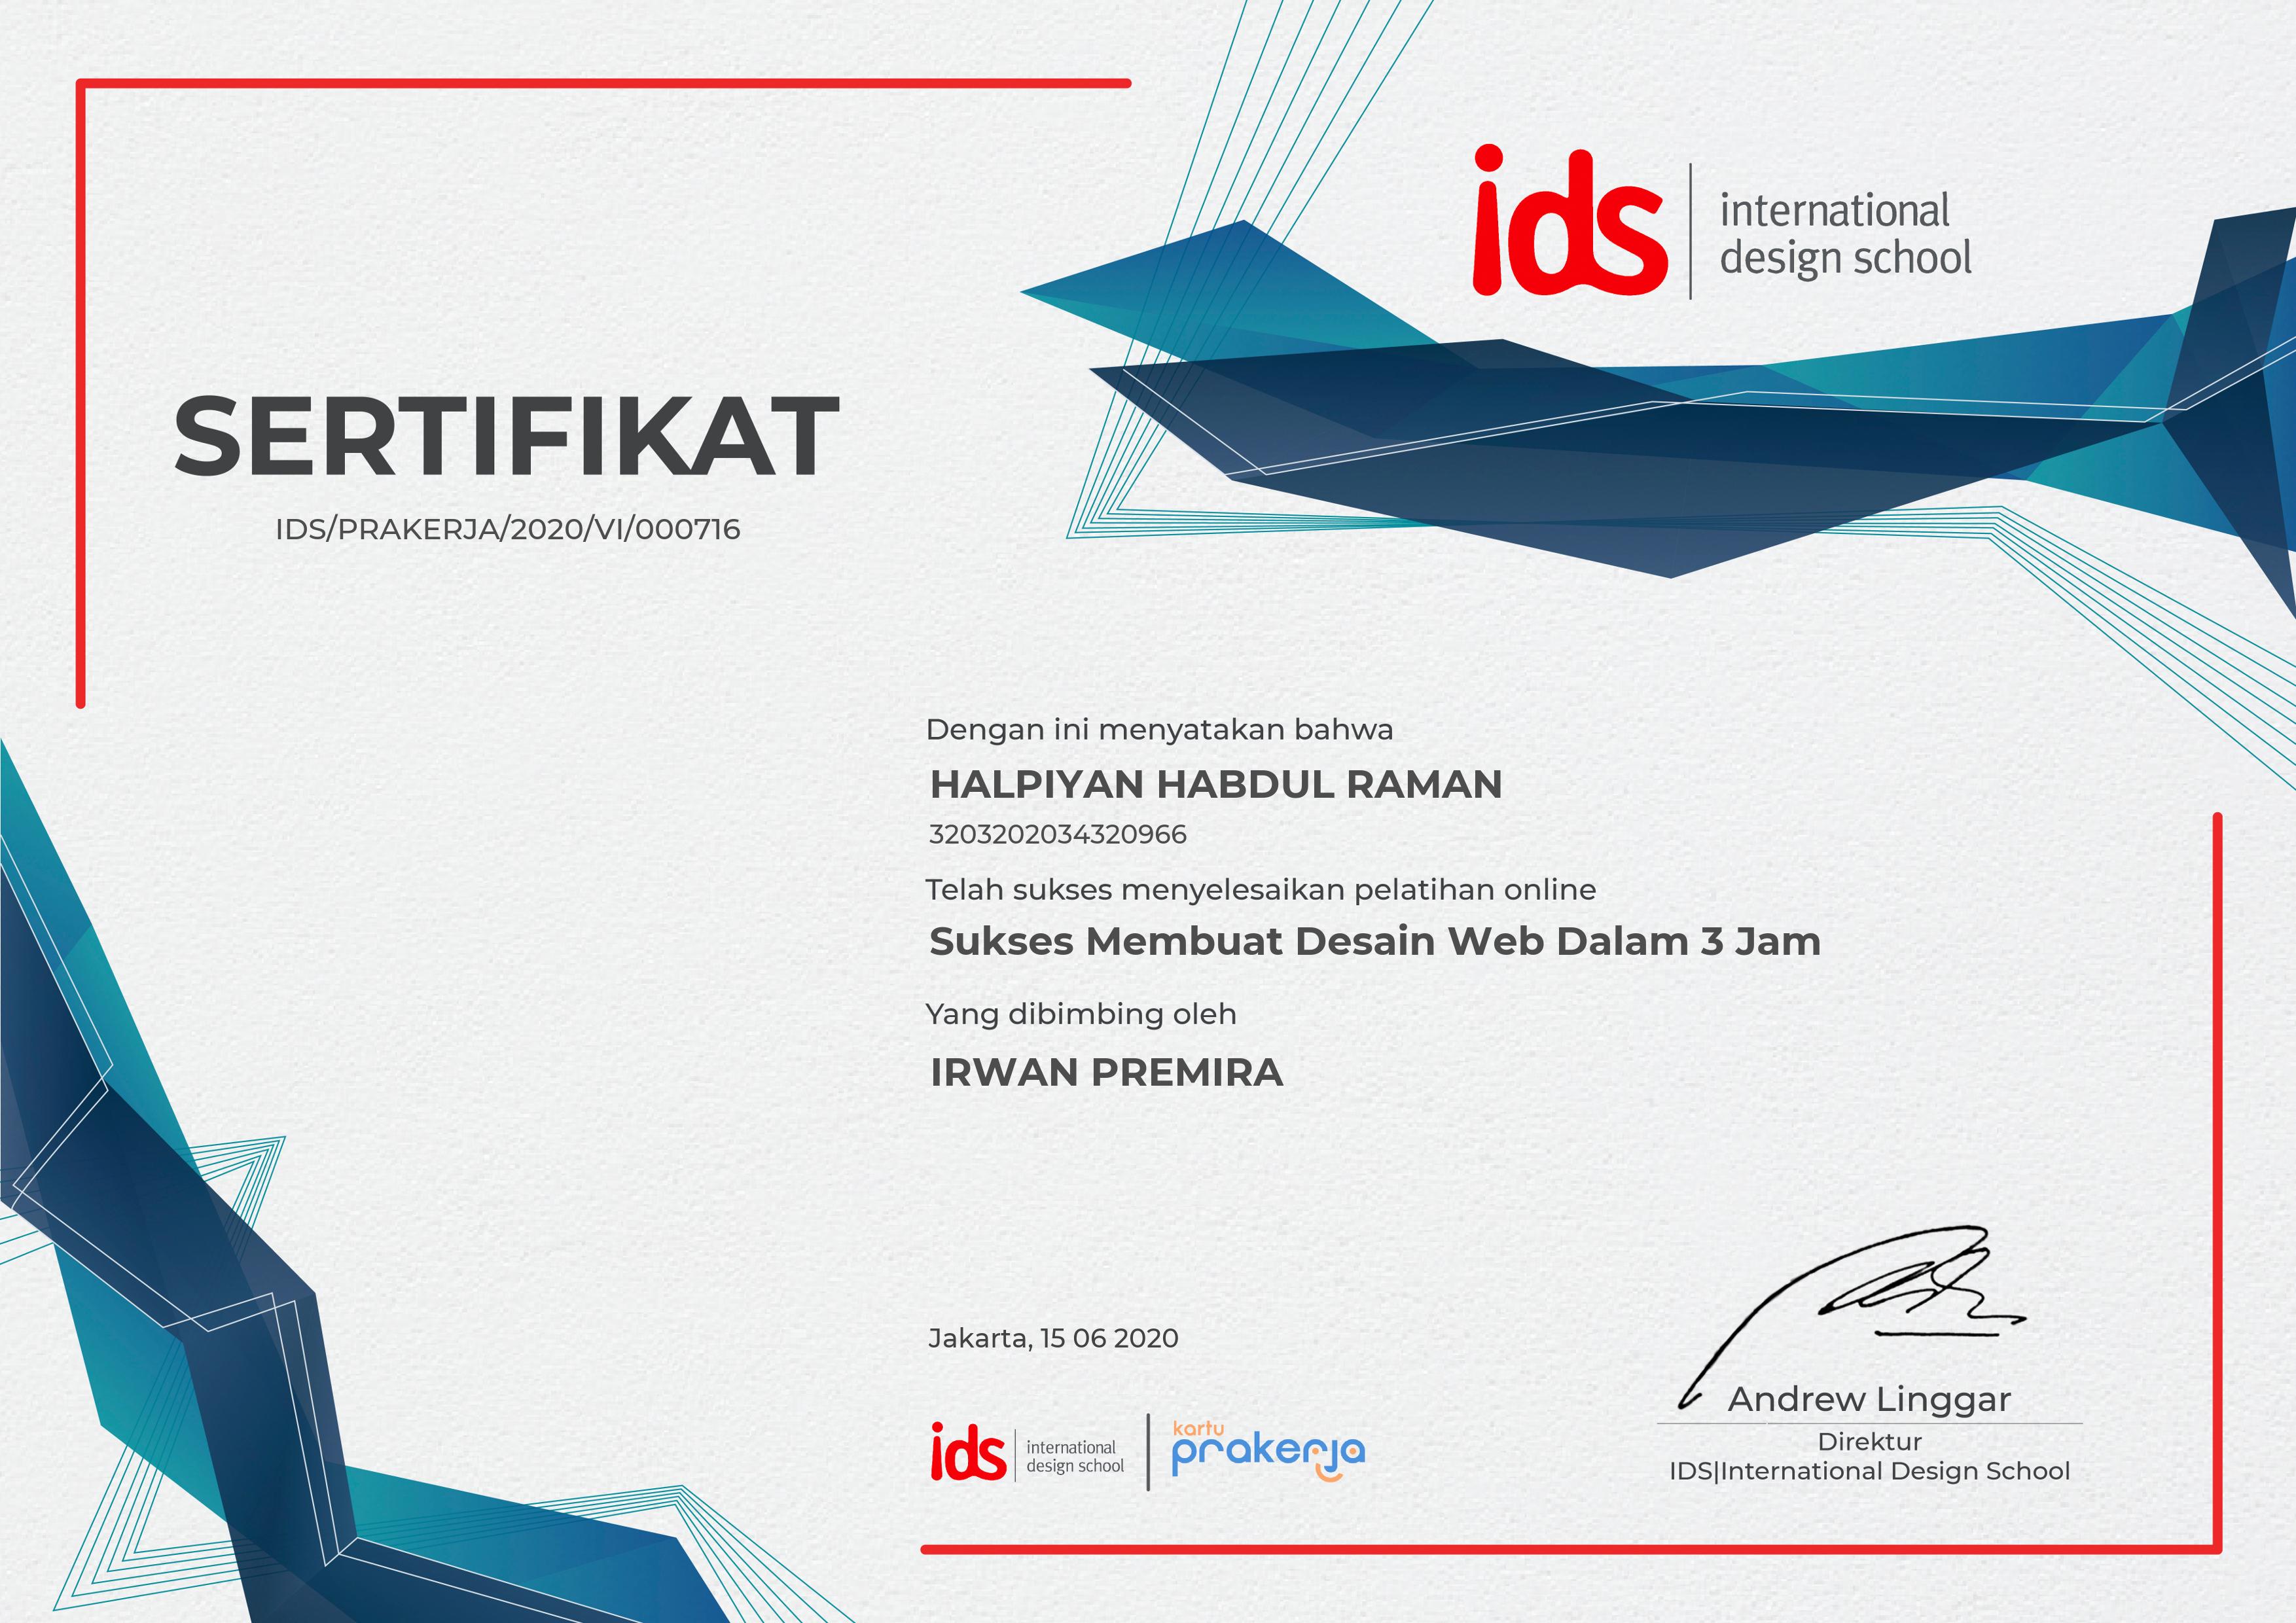 ids
international
design school
SERTIFIKAT
IDS/PRAKERJA/2020/VI/000716
Dengan ini menyatakan bahwa
HALPIYAN HABDUL RAMAN
3203202034320966
Telah sukses menyelesaikan pelatihan online
Sukses Membuat Desain Web Dalam 3 Jam
Yang dibimbing oleh
IRWAN PREMIRA
Jakarta, 15 06 2020
ids
international
design school
kartu
prakerja
Andrew Linggar
Direktur
IDS|International Design School